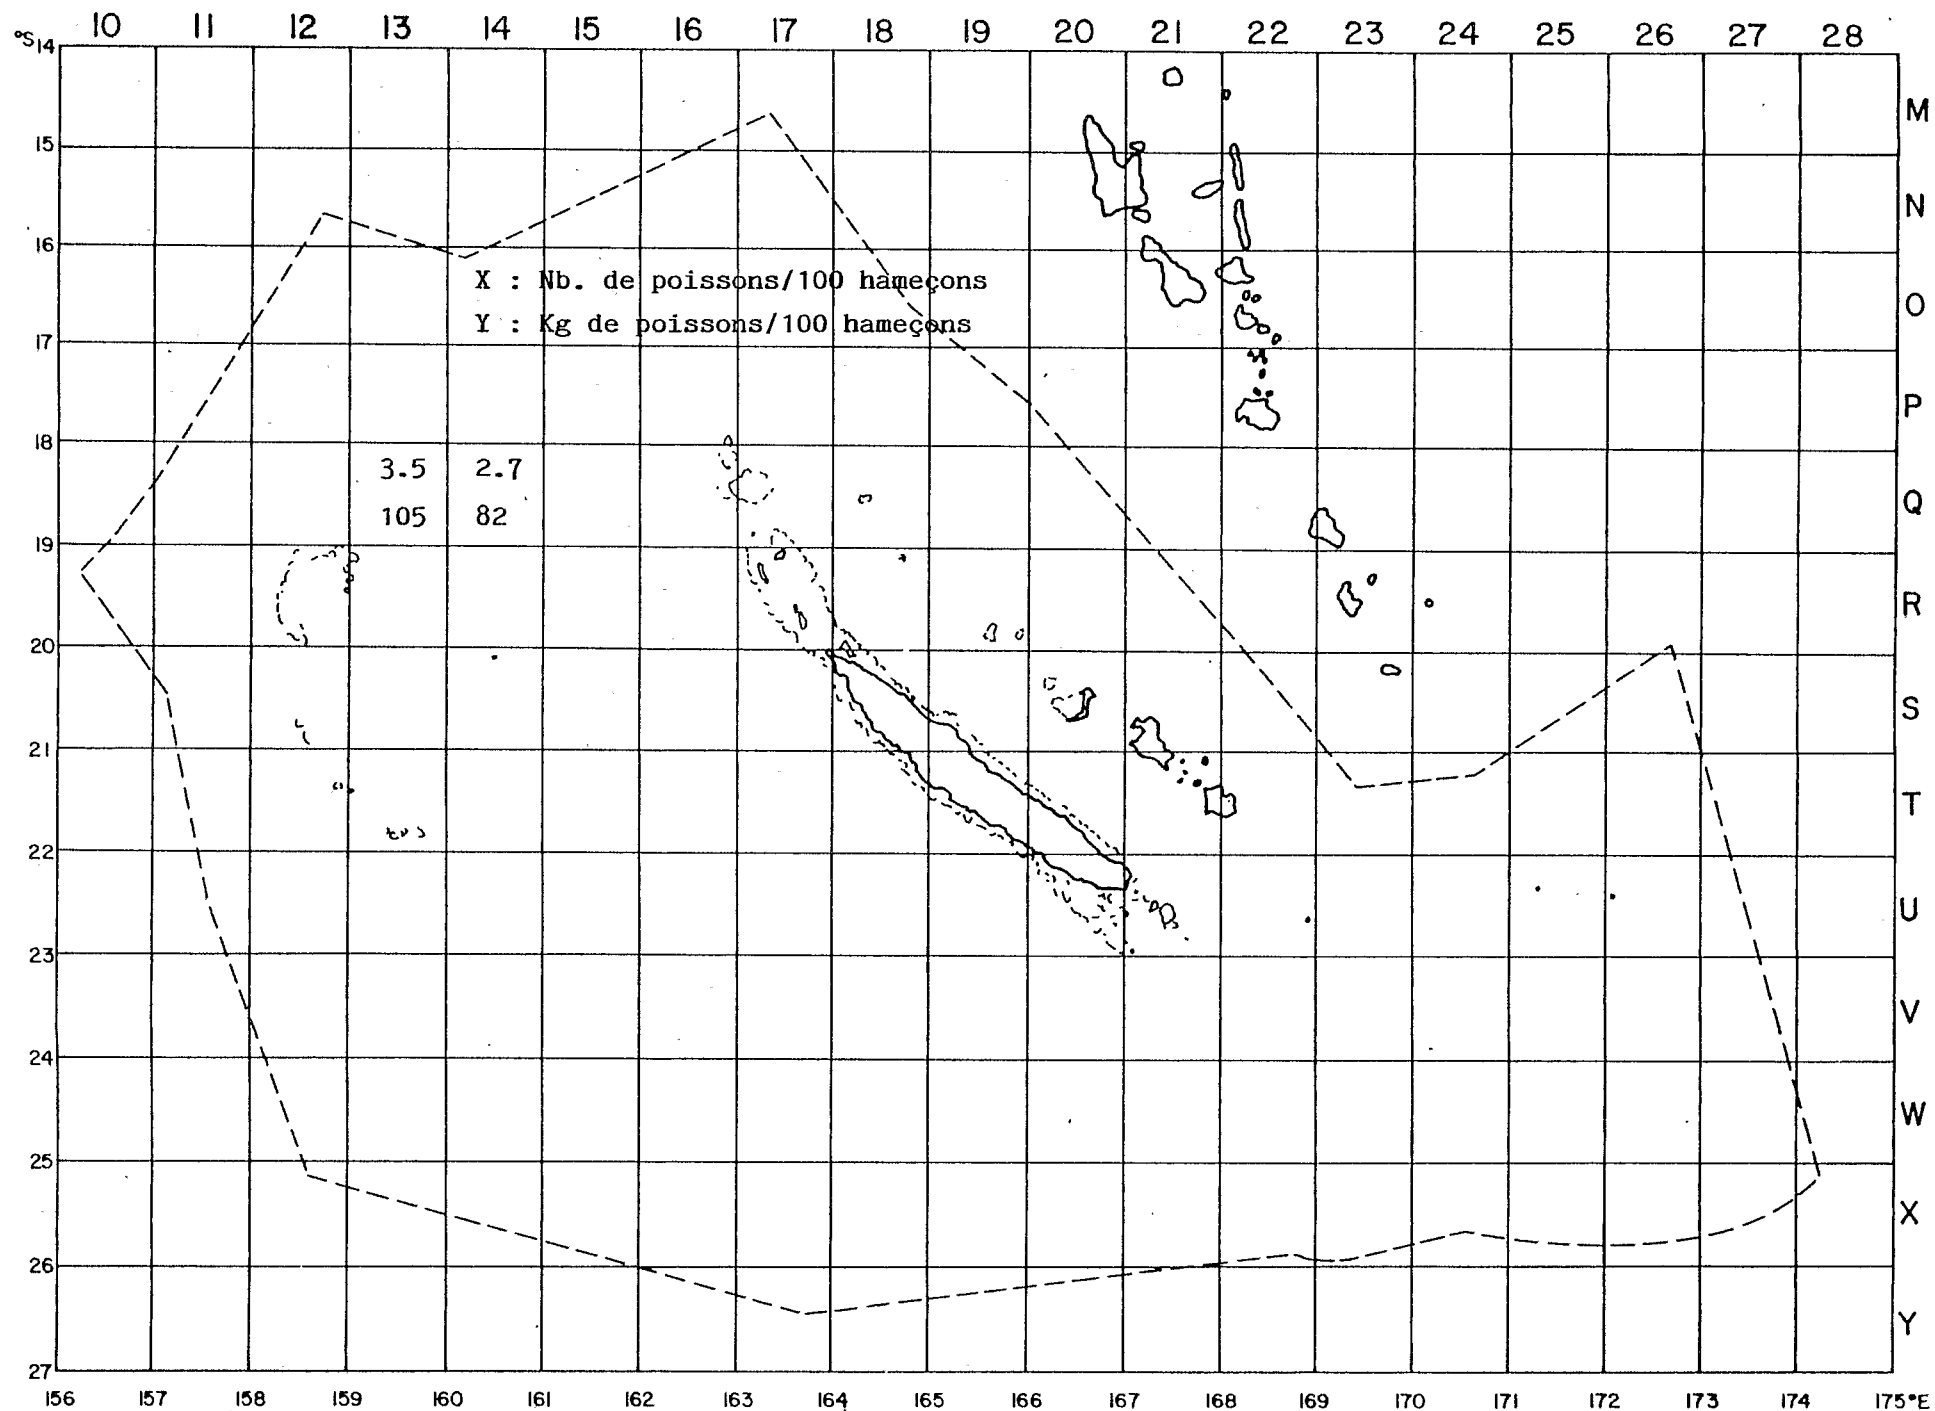 10 11 12 13 14 15 16 17 18 19 20 21 22 23 24 25 26 27 28
°S 14
M
15
N
16
X : Nb. de poissons/100 hameçons
O
Y : Kg de poissons/100 hameçons
17
P
18
3.5 2.7
Q
105 82
19
R
20
S
21
T
22
U
23
V
24
W
25
X
26
Y
27
156 157 158 159 160 161 162 163 164 165 166 167 168 169 170 171 172 173 174 175°E